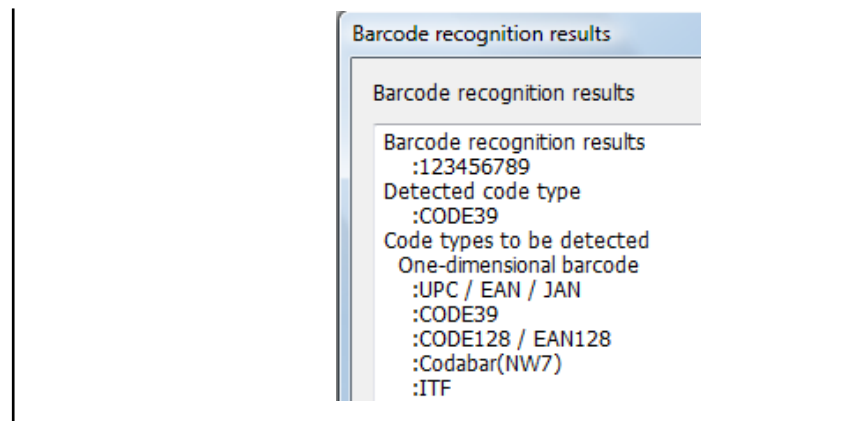 Barcode recognition results
Barcode recognition results
Barcode recognition results
:123456789
Detected code type
:CODE39
Code types to be detected
One-dimensional barcode
:UPC / EAN / JAN
:CODE39
:CODE128 / EAN128
:Codabar(NW7)
:ITF